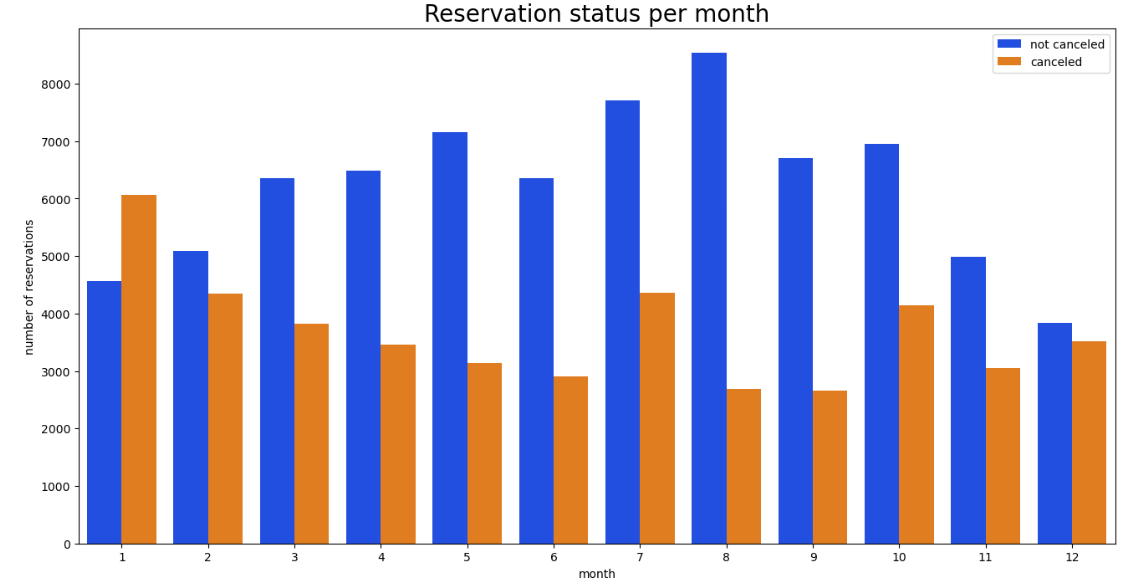 Reservation status per month
not canceled
canceled
8000
7000
6000
5000
4000
3000
2000
1000
0
number of reservations
1 2 3 4 5 6 7 8 9 10 11 12
month